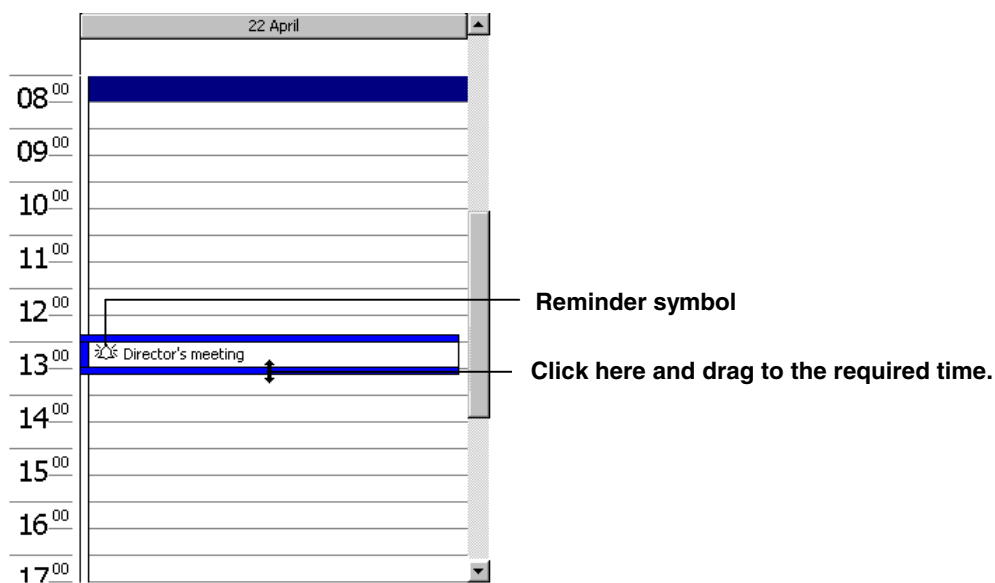 22 April
08 00
09 00
10 00
11 00
12 00
Reminder symbol
13 00
Director's meeting
Click here and drag to the required time.
14 00
15 00
16 00
17 00